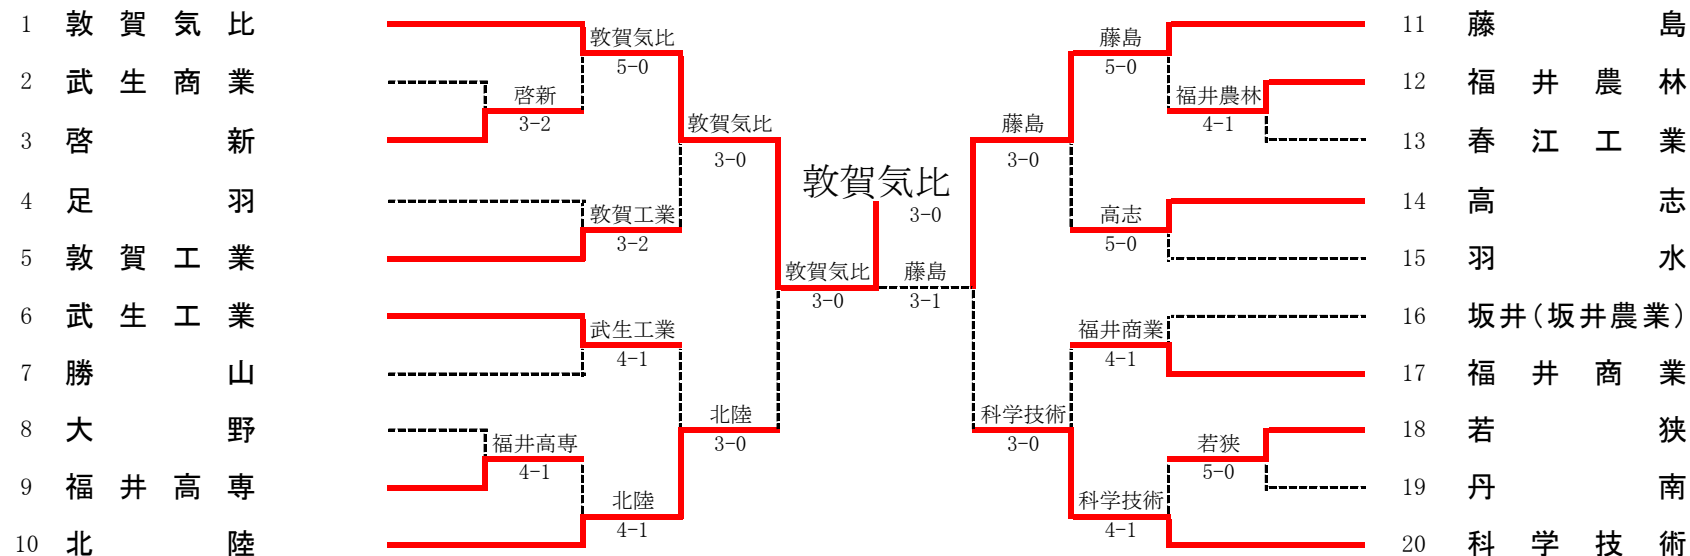 1 敦賀気比
2 武生商業
3 啓新
4 足羽
5 敦賀工業
6 武生工業
7 勝山
8 大野
9 福井高専
10 北陸
敦賀気比
5-0
啓新
3-2
敦賀気比
3-0
敦賀工業
3-2
武生工業
4-1
北陸
3-0
福井高専
4-1
北陸
4-1
敦賀気比
3-0
敦賀気比
3-0
藤島
3-1
藤島
5-0
福井農林
4-1
藤島
3-0
高志
5-0
福井商業
4-1
科学技術
3-0
若狭
5-0
科学技術
4-1
11 藤島
12 福井農林
13 春江工業
14 高志
15 羽水
16 坂井(坂井農業)
17 福井商業
18 若狭
19 丹南
20 科学技術